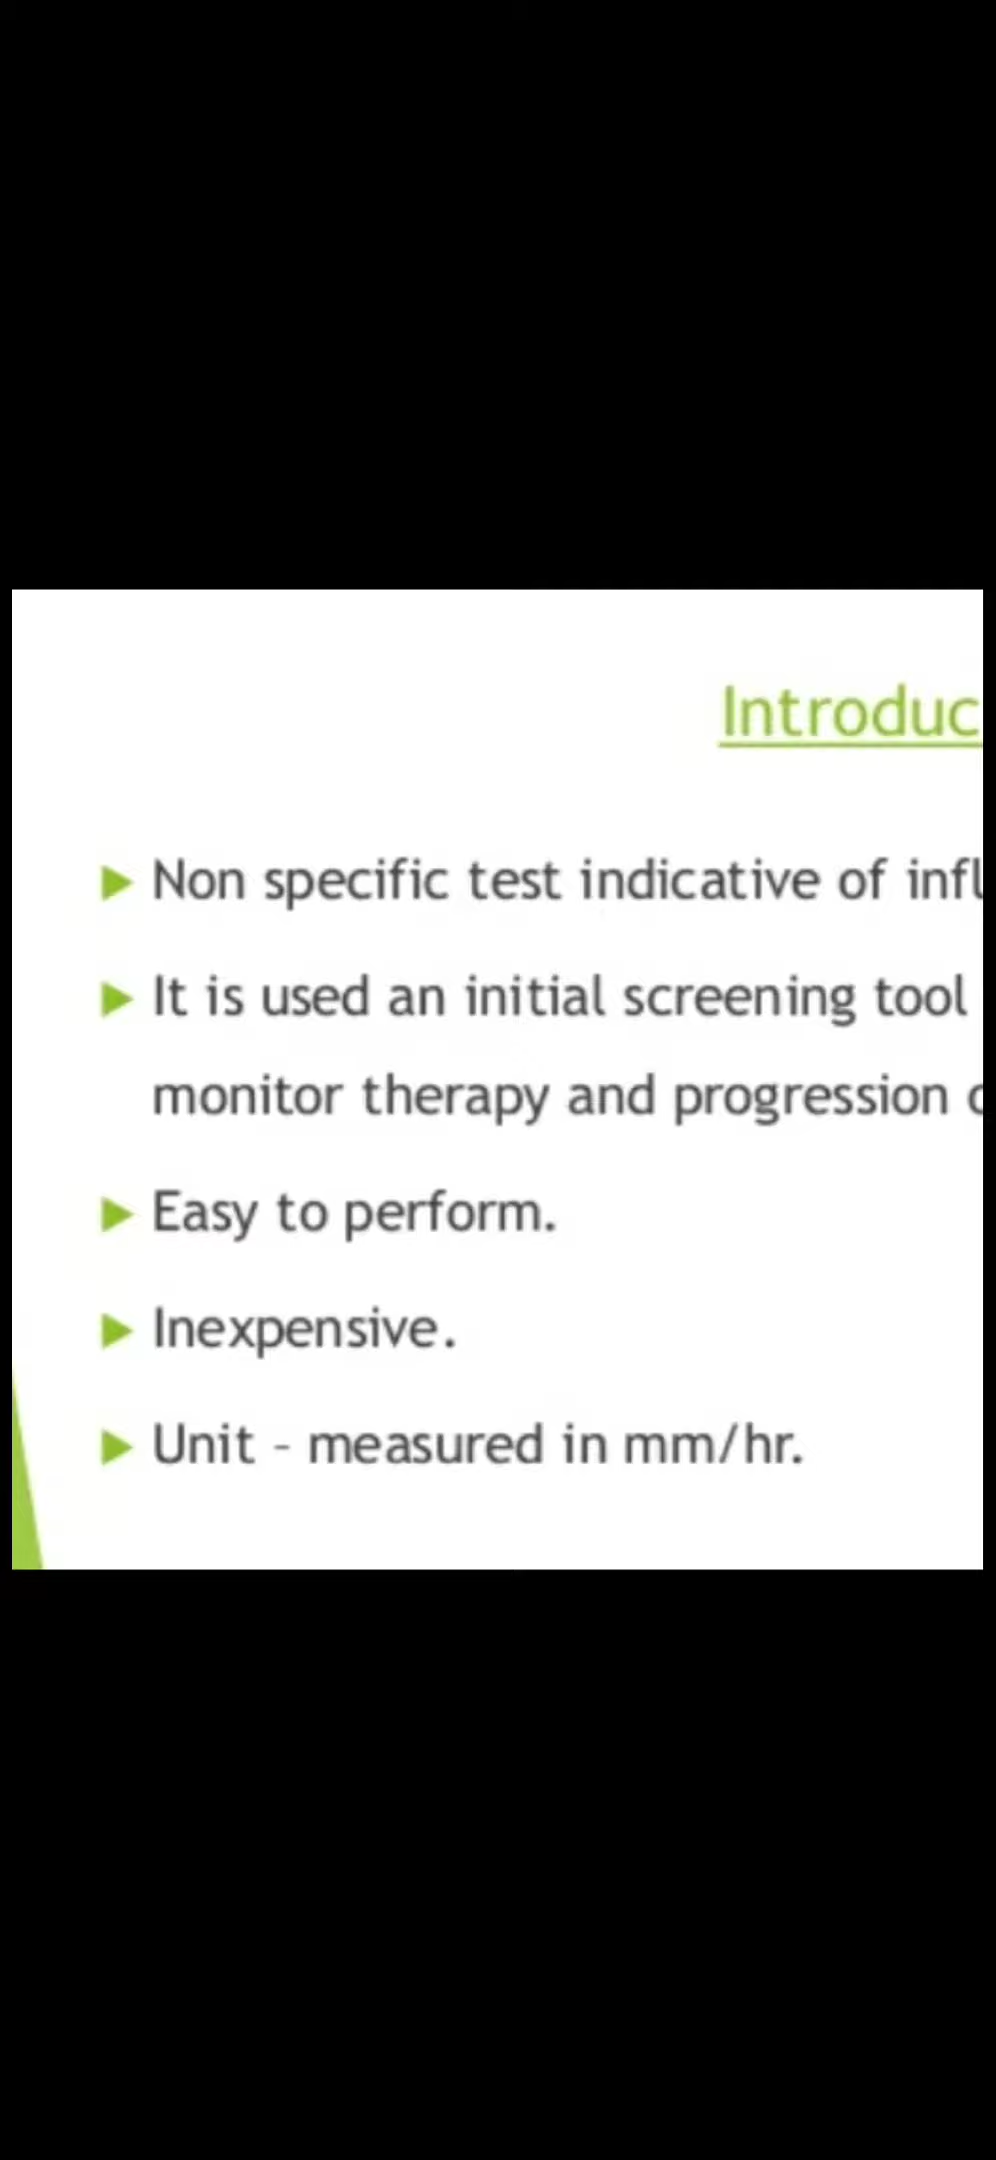 Introduc
Non specific test indicative of infl
It is used an initial screening tool
monitor therapy and progression
Easy to perform.
Inexpensive.
Unit - measured in mm/hr.